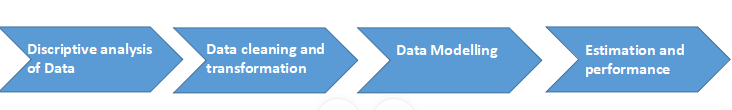 Discriptive analysis
of Data
Data cleaning and
transformation
Data Modelling
Estimation and
performance